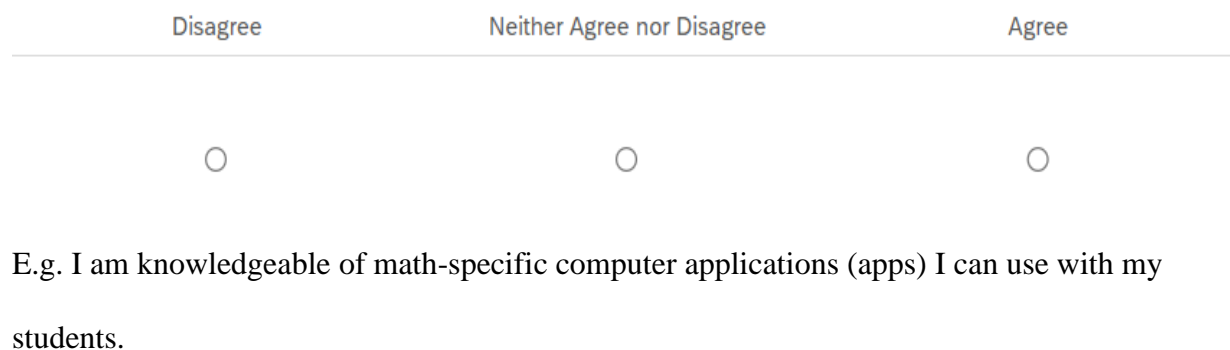 Disagree Neither Agree nor Disagree Agree
E.g. I am knowledgeable of math-specific computer applications (apps) I can use with my
students.